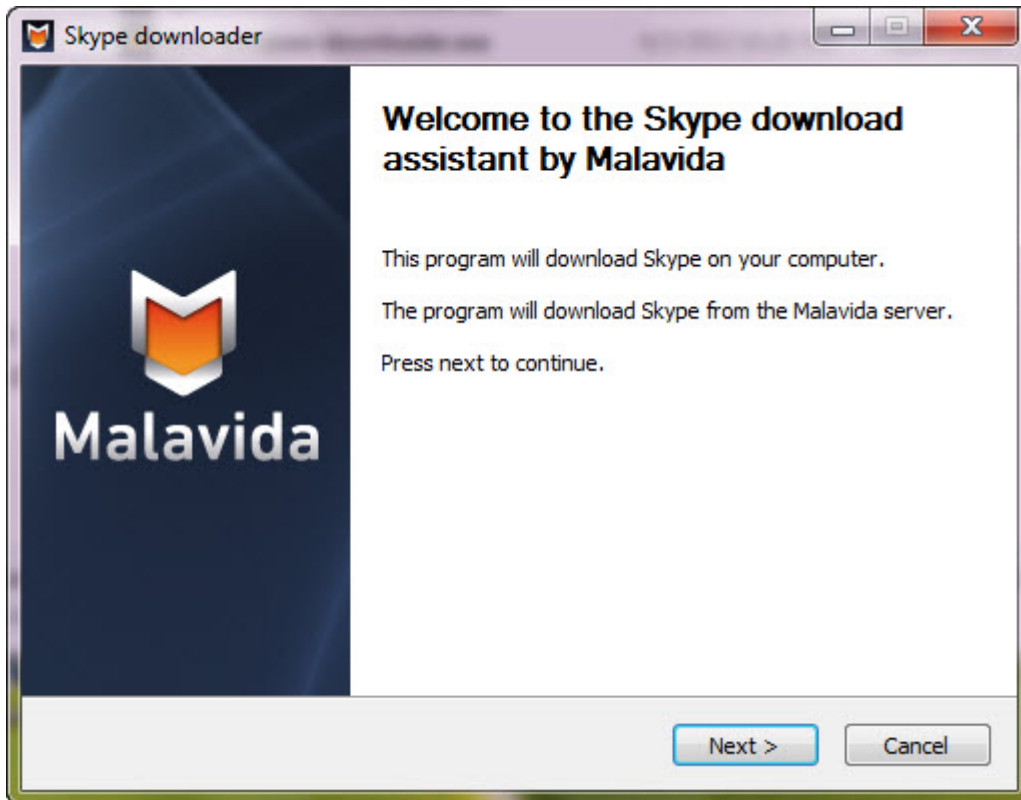 Skype downloader
Welcome to the Skype download
assistant by Malavida
This program will download Skype on your computer.
The program will download Skype from the Malavida server.
Press next to continue.
Malavida
Next >
Cancel